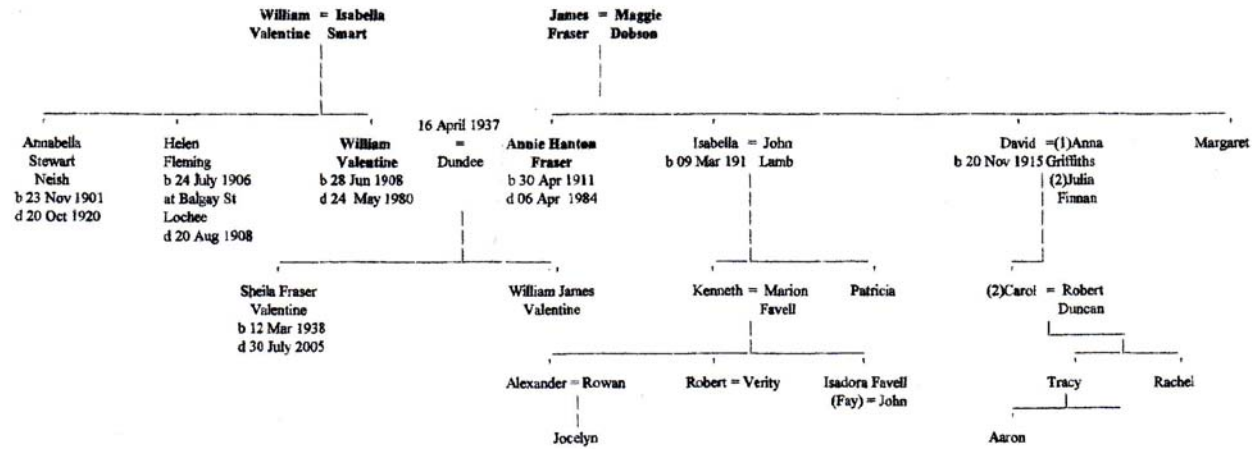 William = Isabella
Valentine Smart
James = Maggie
Fraser Dobson
Annabella
Stewart
Neish
b 23 Nov 1901
d 20 Oct 1920
Helen
Fleming
b 24 July 1906
at Balgay St
Lochee
d 20 Aug 1908
William
Valentine
b 28 Jun 1908
d 24 May 1980
16 April 1937
=
Dundee
Annie Hanton
Fraser
b 30 Apr 1911
d 06 Apr 1984
Isabella = John
b 09 Mar 191 Lamb
David =(1)Anna
b 20 Nov 1915 Griffiths
(2)Julia
Finnan
Margaret
Sheila Fraser
Valentine
b 12 Mar 1938
d 30 July 2005
William James
Valentine
Kenneth = Marion
Favell
Patricia
(2)Carol = Robert
Duncan
Alexander = Rowan
Robert = Verity
Isadora Favell
(Fay) = John
Tracy
Rachel
Jocelyn
Aaron